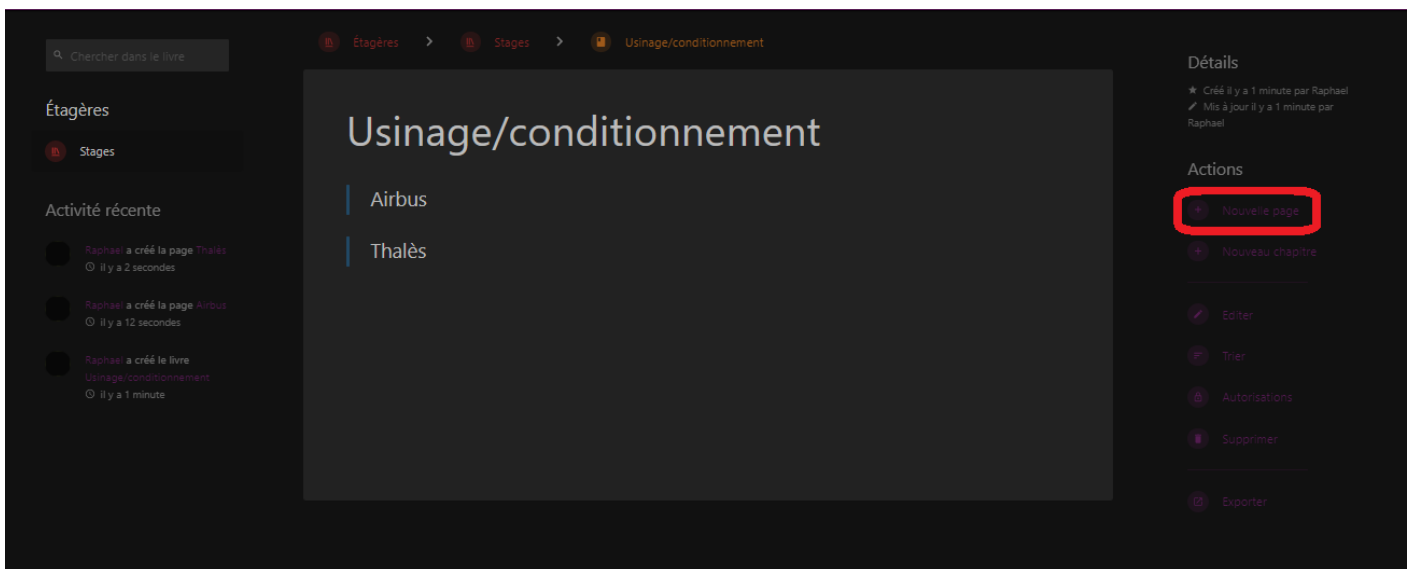 Chercher dans le livre
Étagères
Stages
Activité récente
Raphael a créé la page Thalès
il y a 2 secondes
Raphael a créé la page Airbus
il y a 12 secondes
Raphael a créé le livre
Usinage/conditionnement
il y a 1 minute
Étagères > Stages > Usinage/conditionnement
Usinage/conditionnement
Airbus
Thalès
Détails
Créé il y a 1 minute par Raphael
Mis à jour il y a 1 minute par
Raphael
Actions
Nouvelle page
Nouveau chapitre
Editer
Trier
Autorisations
Supprimer
Exporter